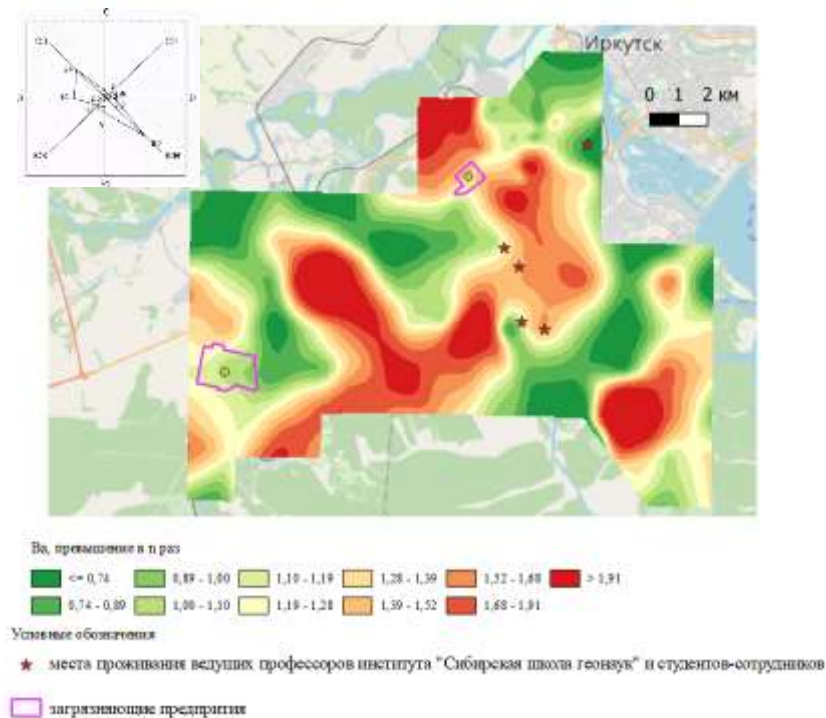 С
Иркутск
0 1 2 км
Ba, превышение в n раз
<= 0,74 0,89 - 1,00 1,10 - 1,19 1,28 - 1,39 1,52 - 1,68 > 1,91
0,74 - 0,89 1,00 - 1,10 1,19 - 1,28 1,39 - 1,52 1,68 - 1,91
Условные обозначения
места проживания ведущих профессоров института "Сибирская школа геонаук" и студентов-сотрудников
загрязняющие предпрития